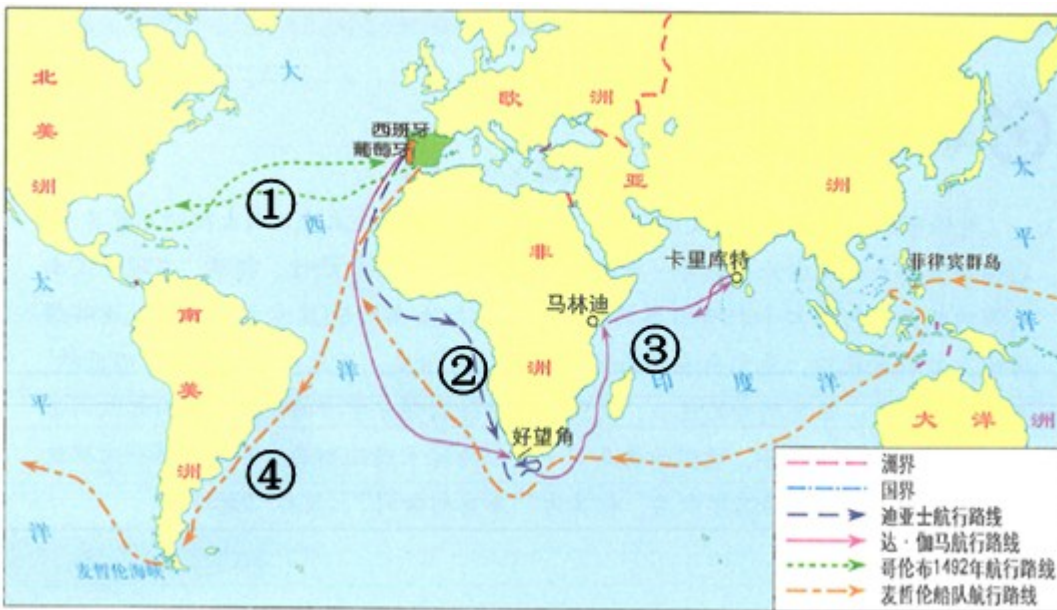 北美洲
大西洋
欧洲
西班牙
葡萄牙
①
亚洲
太平洋
太平洋
非洲
卡里库特
菲律宾群岛
马林迪
南美洲
②
③
印度洋
④
好望角
大洋洲
麦哲伦海峡
洲界
国界
迪亚士航行路线
达·伽马航行路线
哥伦布1492年航行路线
麦哲伦船队航行路线